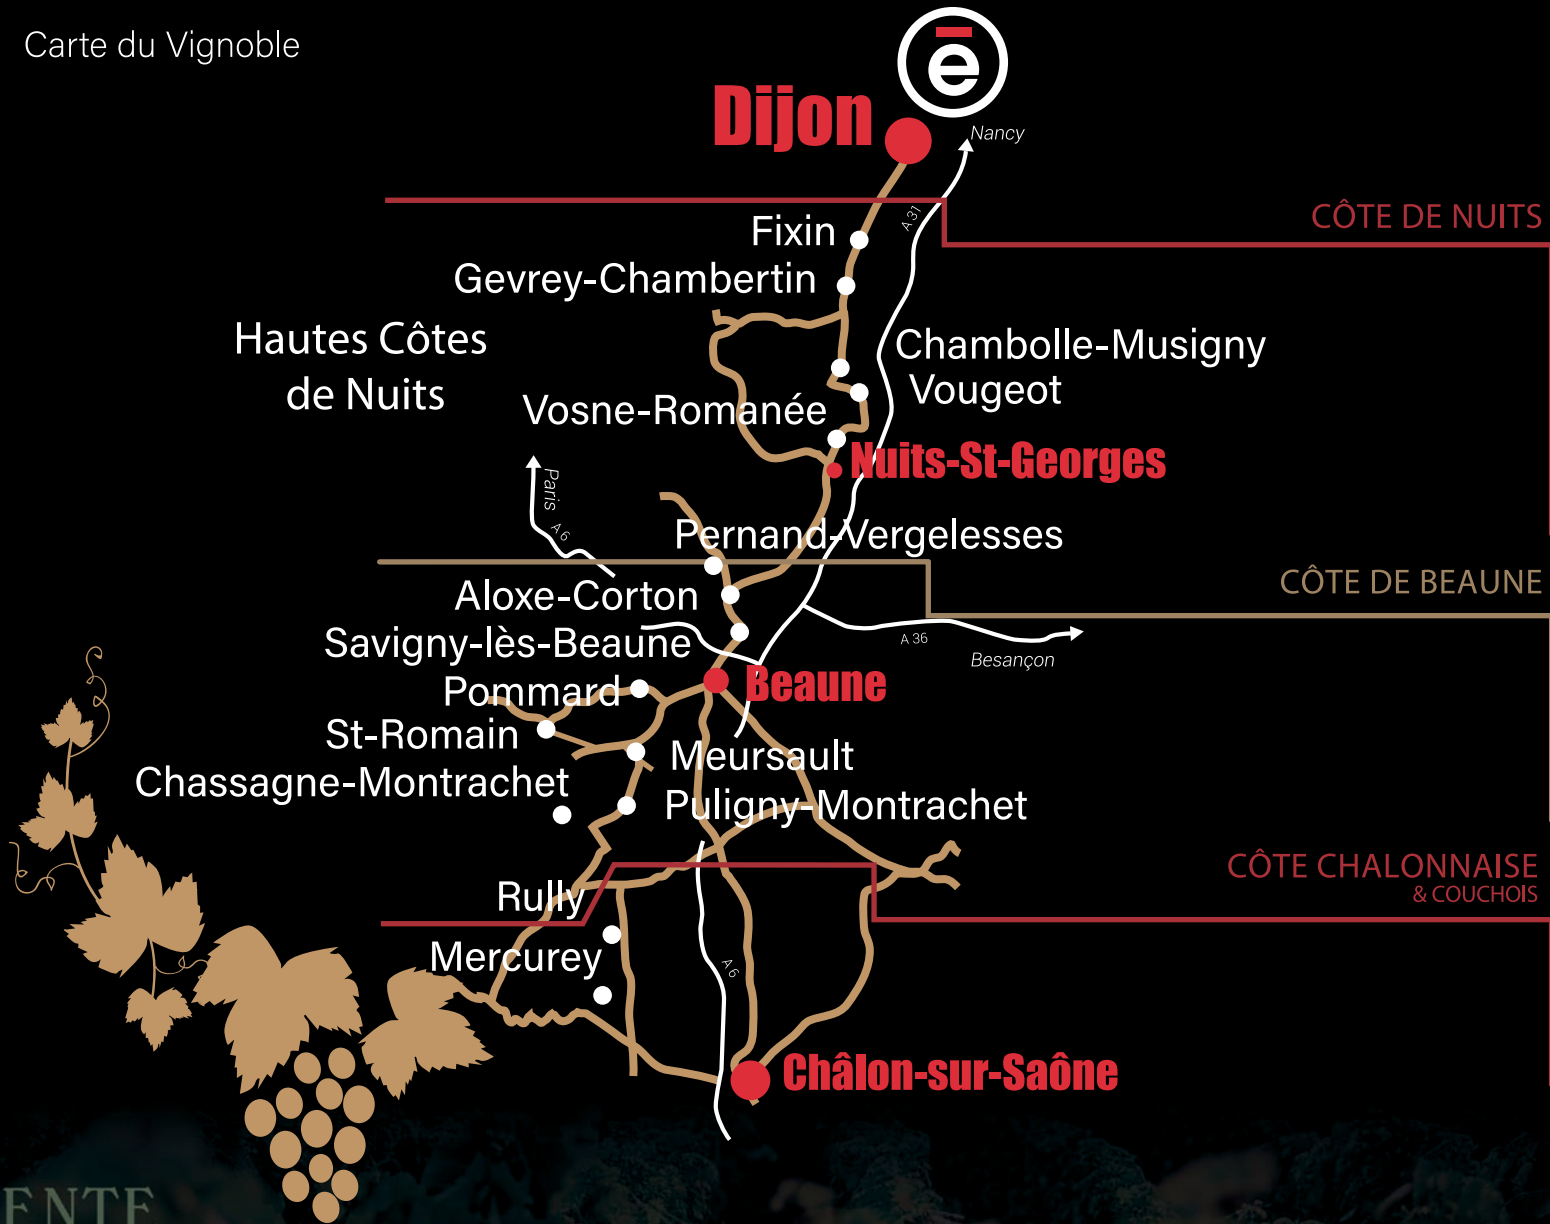 Carte du Vignoble
ē
Dijon
Nancy
CÔTE DE NUITS
A 31
Fixin
Gevrey-Chambertin
Hautes Côtes
de Nuits
Chambolle-Musigny
Vougeot
Vosne-Romanée
Nuits-St-Georges
Paris
A 6
Pernand-Vergelesses
CÔTE DE BEAUNE
Aloxe-Corton
Savigny-lès-Beaune
A 36
Besançon
Pommard
Beaune
St-Romain
Meursault
Chassagne-Montrachet
Puligny-Montrachet
CÔTE CHALONNAISE
& COUCHOIS
Rully
Mercurey
A 6
Châlon-sur-Saône
ENTE